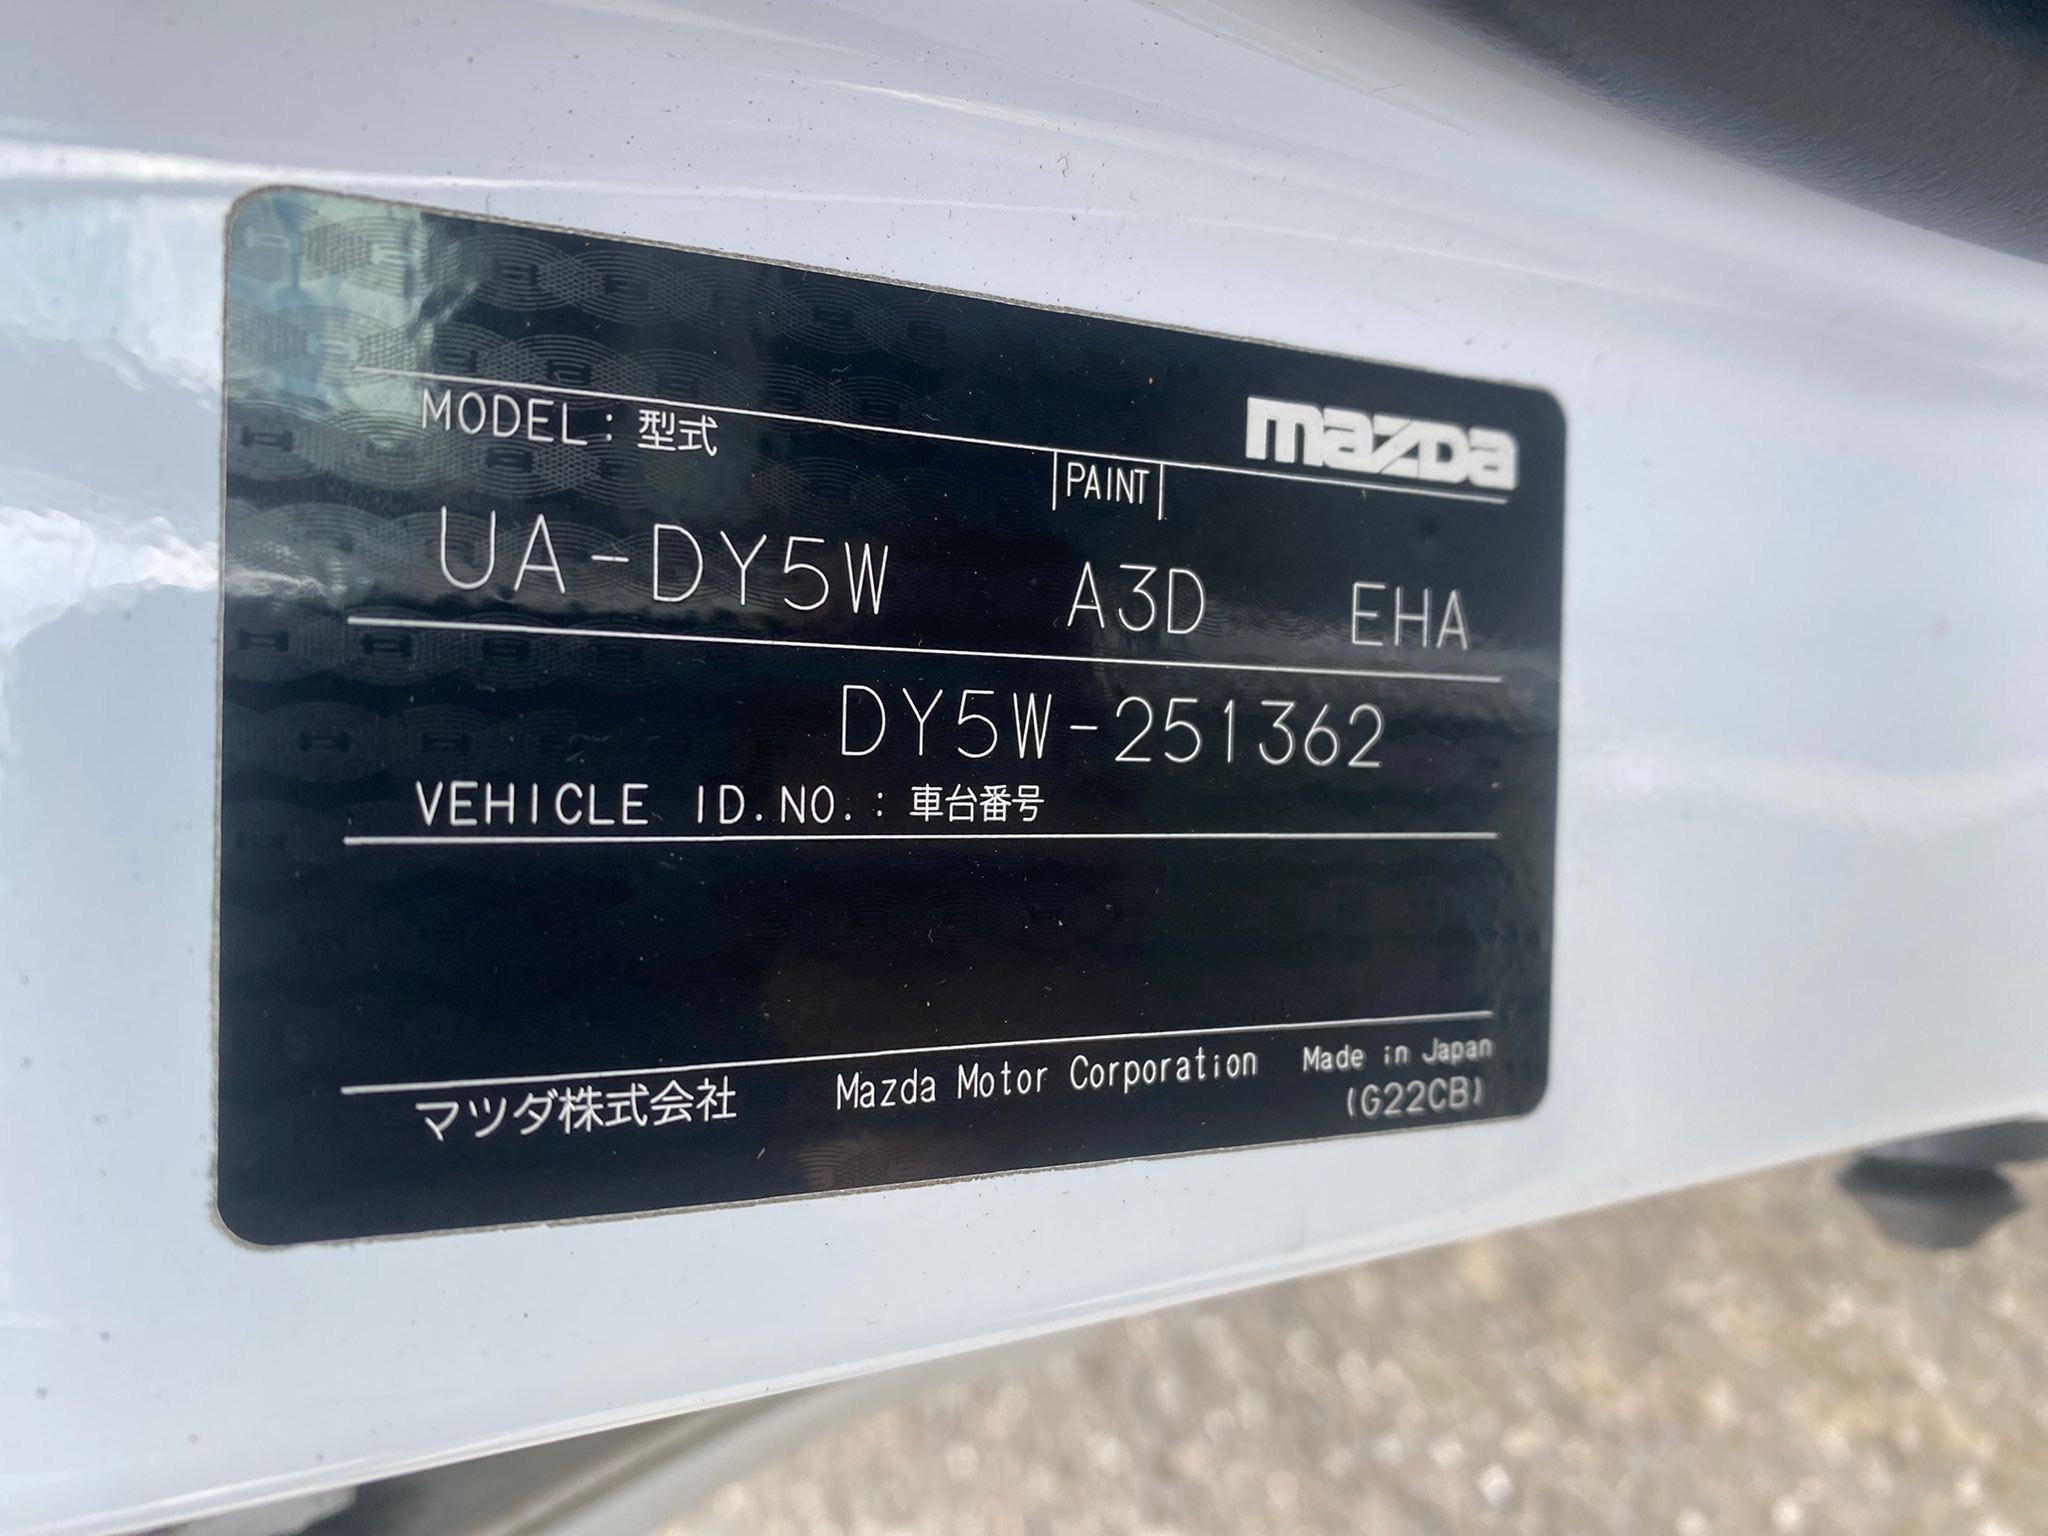 mazda
MODEL: 型式
PAINT
UA-DY5W A3D EHA
DY5W-251362
VEHICLE ID.NO.: 車台番号
マツダ株式会社 Mazda Motor Corporation Made in Japan
(G22CB)